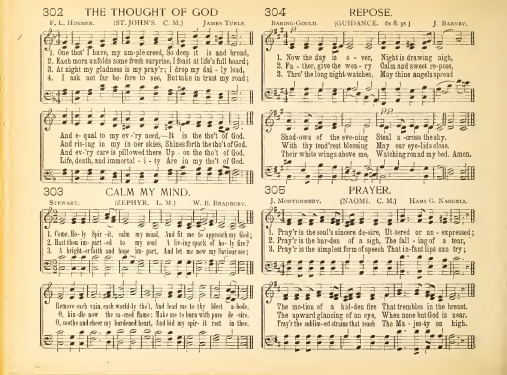 302 THE THOUGHT OF GOD
F. L. Hosmer. (ST. JOHN'S. C. M.) James Turle.
1. One tho't I have, my am-ple creed, So deep it is and broad,
2. Each morn unfolds some fresh surprise, I feast at life's full board;
3. At night my gladness is my pray'r; I drop my dai-ly load,
4. I ask not far be-fore to see, But take in trust my road;
And e-qual to my ev-'ry need,—It is the tho't of God.
And ris-ing in my in-ner skies, Shines forth the tho't of God.
And ev-'ry care is pillowed there Up-on the tho't of God.
Life, death, and immortal-i-ty Are in my tho't of God.
303 CALM MY MIND.
Stewart. (ZEPHYR. L. M.) W. B. Bradbury.
1. Come, Ho-ly Spir-it, calm my mind, And fit me to approach my God;
2. Hast thou im-part-ed to my soul A liv-ing spark of ho-ly fire?
3. A bright-er faith and hope im-part, And let me now my Saviour see;
Remove each vain, each world-ly tho't, And lead me to thy blest a-bode.
O, kin-dle now the sa-cred flame; Make me to burn with pure de-sire.
O, soothe and cheer my burdened heart, And bid my spir-it rest in thee.
304 REPOSE.
Baring-Gould. (GUIDANCE. 6s & 5s) J. Barnby.
1. Now the day is o-ver, Night is drawing nigh,
2. Fa-ther, give the wea-ry Calm and sweet re-pose,
3. Thro' the long night-watches, May thine angels spread
pp
Shad-ows of the eve-ning Steal a-cross the sky.
With thy tend'rest blessing May our eye-lids close.
Their white wings above me, Watching round my bed. Amen.
305 PRAYER.
J. Montgomery. (NAOMI. C. M.) Hans G. Naegeli.
1. Pray'r is the soul's sincere de-sire, Ut-tered or un-expressed;
2. Pray'r is the bur-den of a sigh, The fall-ing of a tear,
3. Pray'r is the simplest form of speech That in-fant lips can try;
The mo-tion of a hid-den fire That trembles in the breast.
The upward glancing of an eye, When none but God is near.
Pray'r the sublim-est strains that reach The Ma-jes-ty on high.